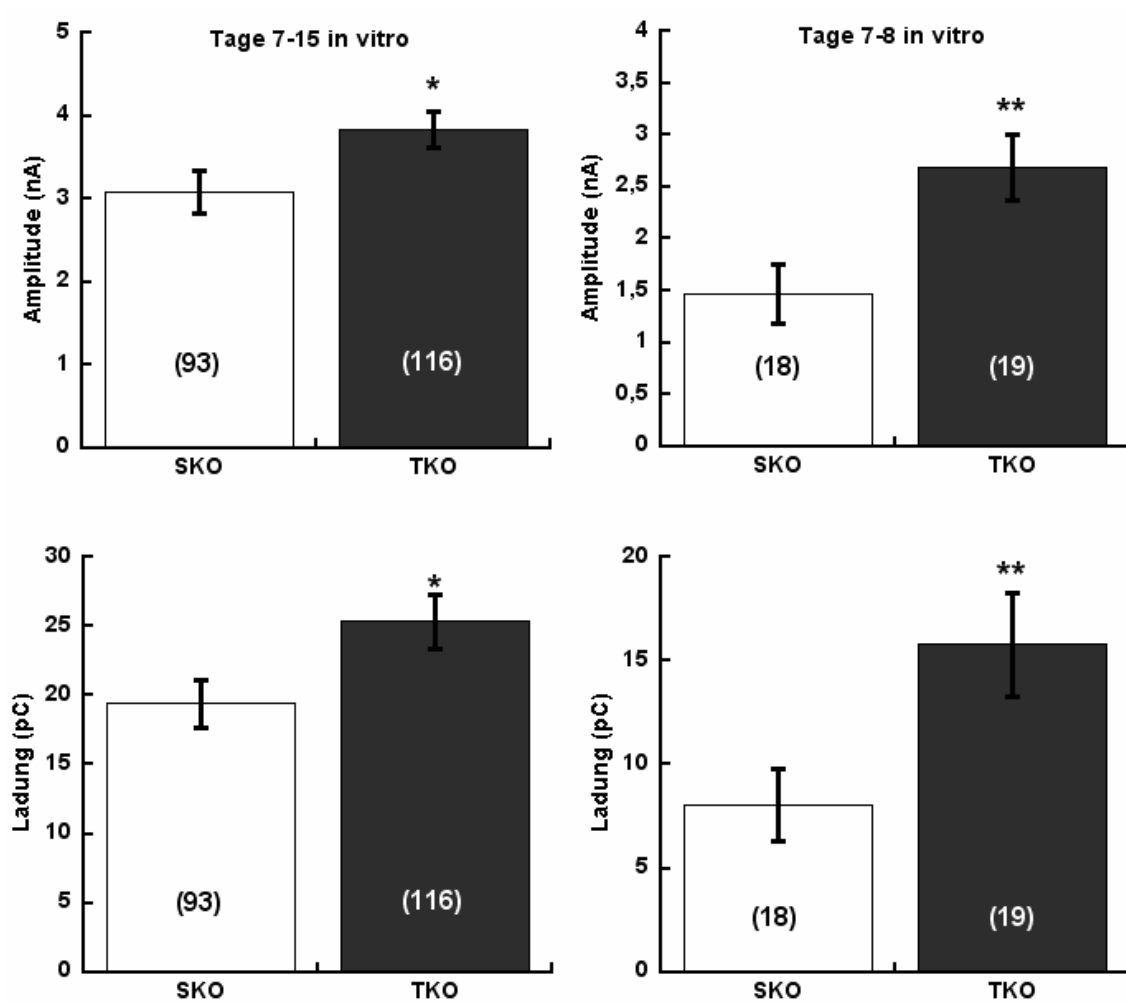 Tage 7-15 in vitro
Amplitude (nA)
5
4
3
2
1
0
*
(93)
(116)
SKO
TKO
Tage 7-8 in vitro
Amplitude (nA)
4
3,5
3
2,5
2
1,5
1
0,5
0
**
(18)
(19)
SKO
TKO
Ladung (pC)
30
25
20
15
10
5
0
*
(93)
(116)
SKO
TKO
Ladung (pC)
20
15
10
5
0
**
(18)
(19)
SKO
TKO